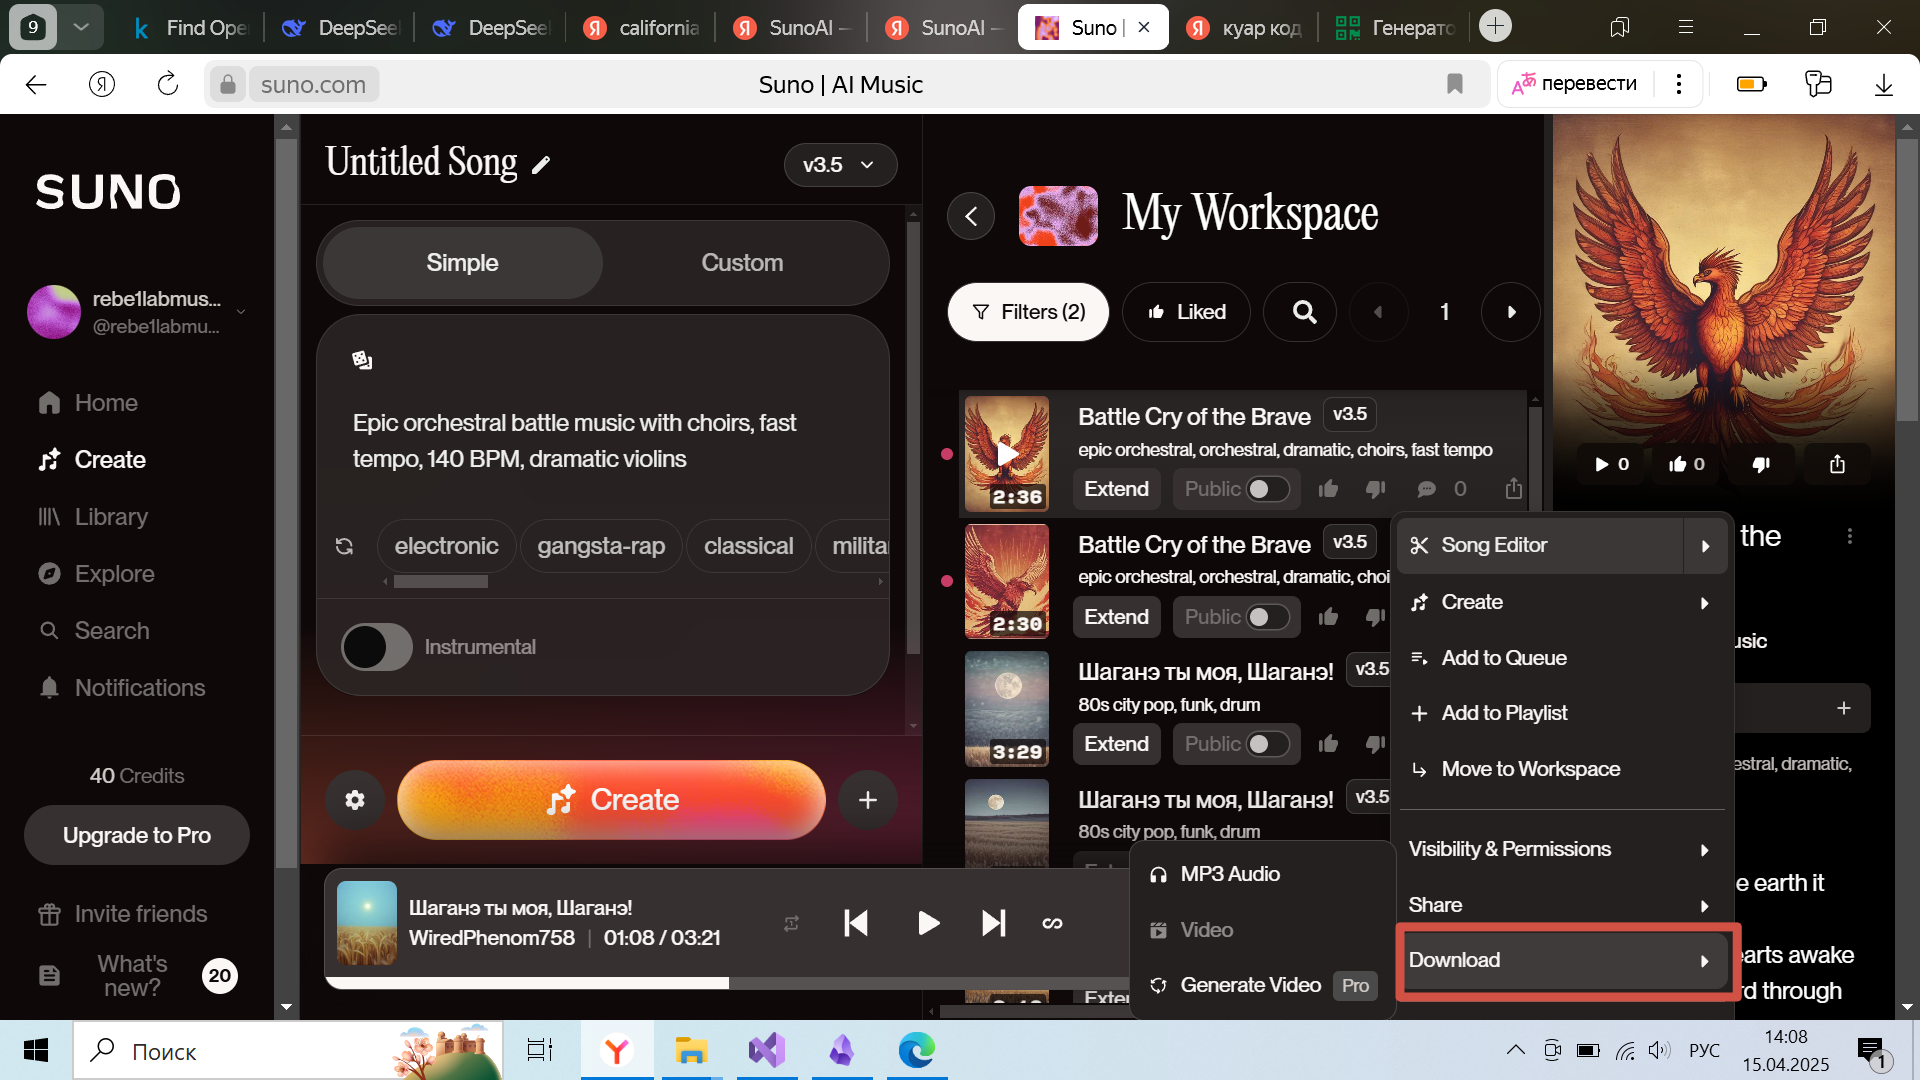 9
Find Ope
DeepSeel
DeepSeel
california
SunoAI —
SunoAI —
Suno |
куар код
Генерато
suno.com
Suno | AI Music
перевести
SUNO
rebe1labmus...
@rebe1labmu...
Home
Create
Library
Explore
Search
Notifications
40 Credits
Upgrade to Pro
Invite friends
What's
new?
20
Untitled Song
v3.5
Simple
Custom
Epic orchestral battle music with choirs, fast
tempo, 140 BPM, dramatic violins
electronic
gangsta-rap
classical
milita
Instrumental
Create
My Workspace
Filters (2)
Liked
1
Battle Cry of the Brave v3.5
epic orchestral, orchestral, dramatic, choirs, fast tempo
2:36
Extend
Public
0
Battle Cry of the Brave v3.5
epic orchestral, orchestral, dramatic, choi
2:30
Extend
Public
Шаганэ ты моя, Шаганэ! v3.5
80s city pop, funk, drum
3:29
Extend
Public
Шаганэ ты моя, Шаганэ! v3.5
80s city pop, funk, drum
Exter
Song Editor
Create
Add to Queue
Add to Playlist
Move to Workspace
Visibility & Permissions
Share
Download
MP3 Audio
Video
Generate Video Pro
0
0
the
usic
estral, dramatic,
e earth it
earts awake
rd through
Шаганэ ты моя, Шаганэ!
WiredPhenom758 | 01:08 / 03:21
Поиск
РУС
14:08
15.04.2025
1